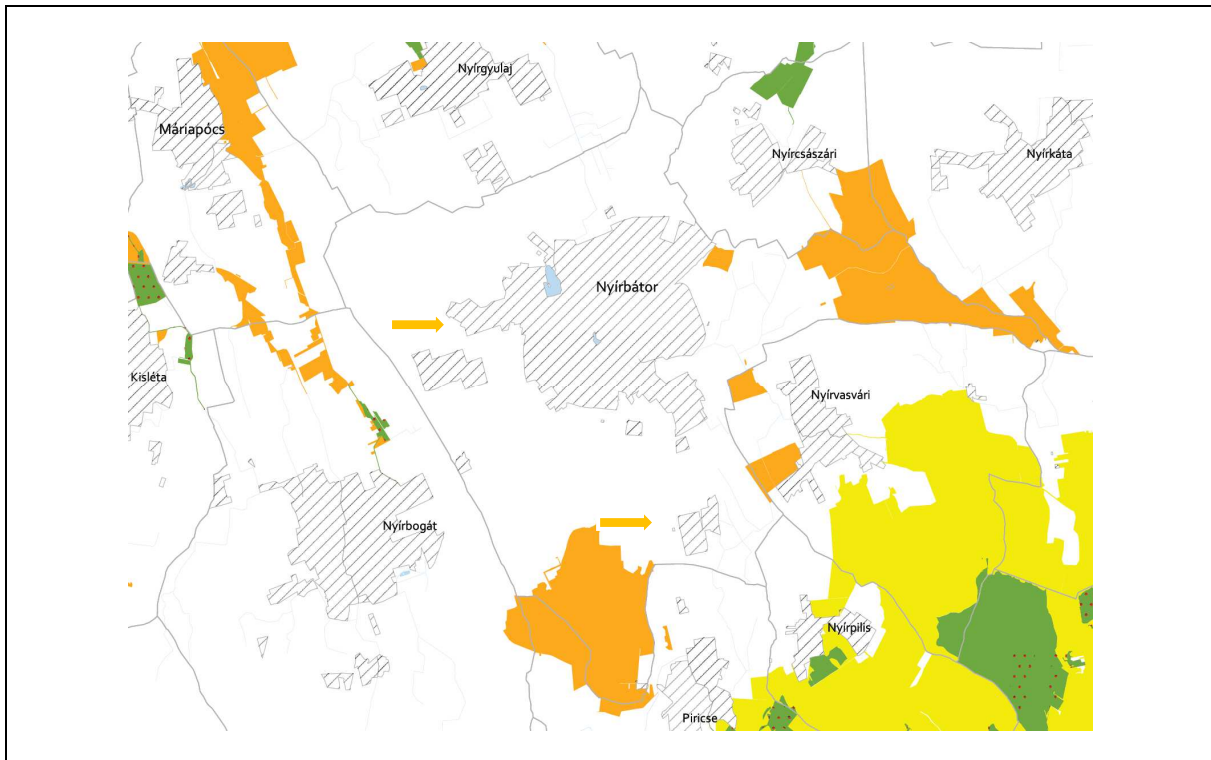 Nyírgyulaj
Máriapócs
Nyírcsászári
Nyírkáta
Nyírbátor
Kisléta
Nyírvasvári
Nyírbogát
Nyírpilis
Piricse